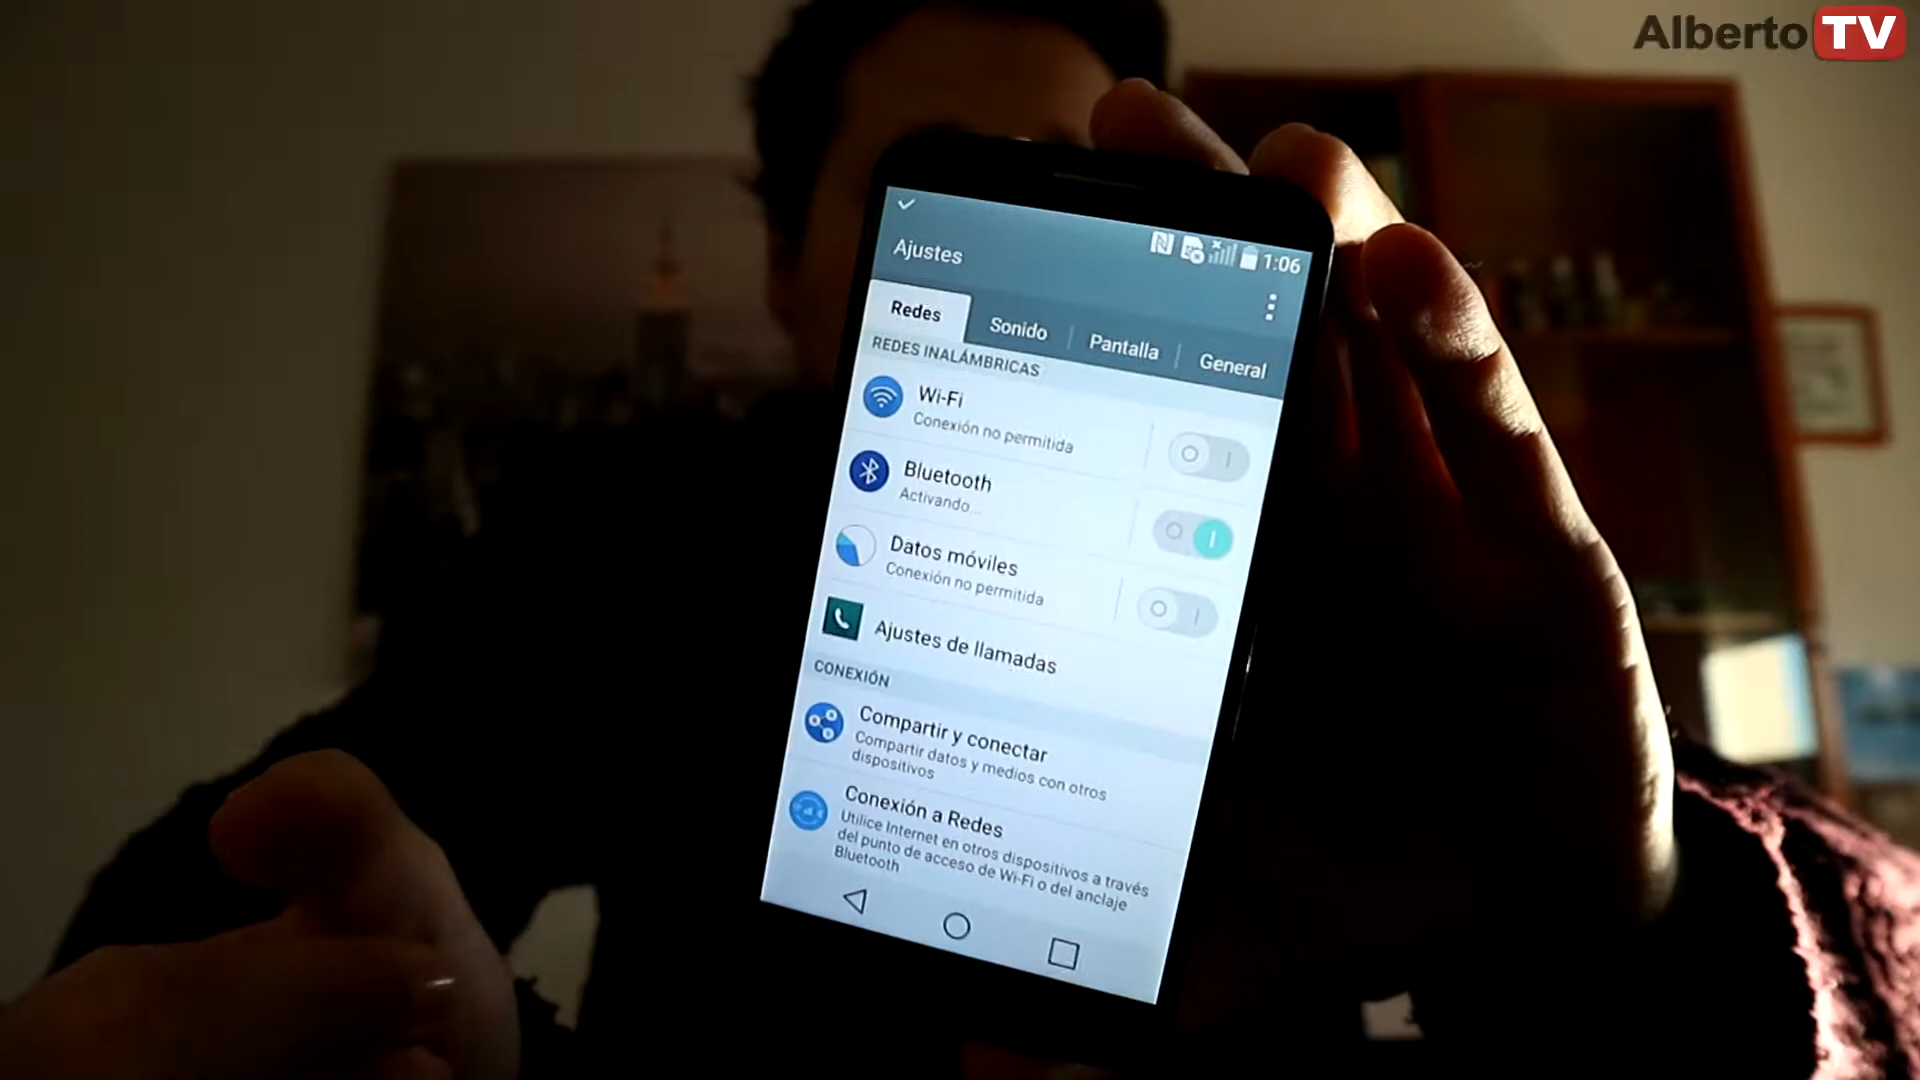 Alberto TV
1:06
Ajustes
Redes
Sonido
Pantalla
General
REDES INALÁMBRICAS
Wi-Fi
Conexión no permitida
Bluetooth
Activando...
Datos móviles
Conexión no permitida
Ajustes de llamadas
CONEXIÓN
Compartir y conectar
Compartir datos y medios con otros
dispositivos
Conexión a Redes
Utilice Internet en otros dispositivos a través
del punto de acceso de Wi-Fi o del anclaje
Bluetooth